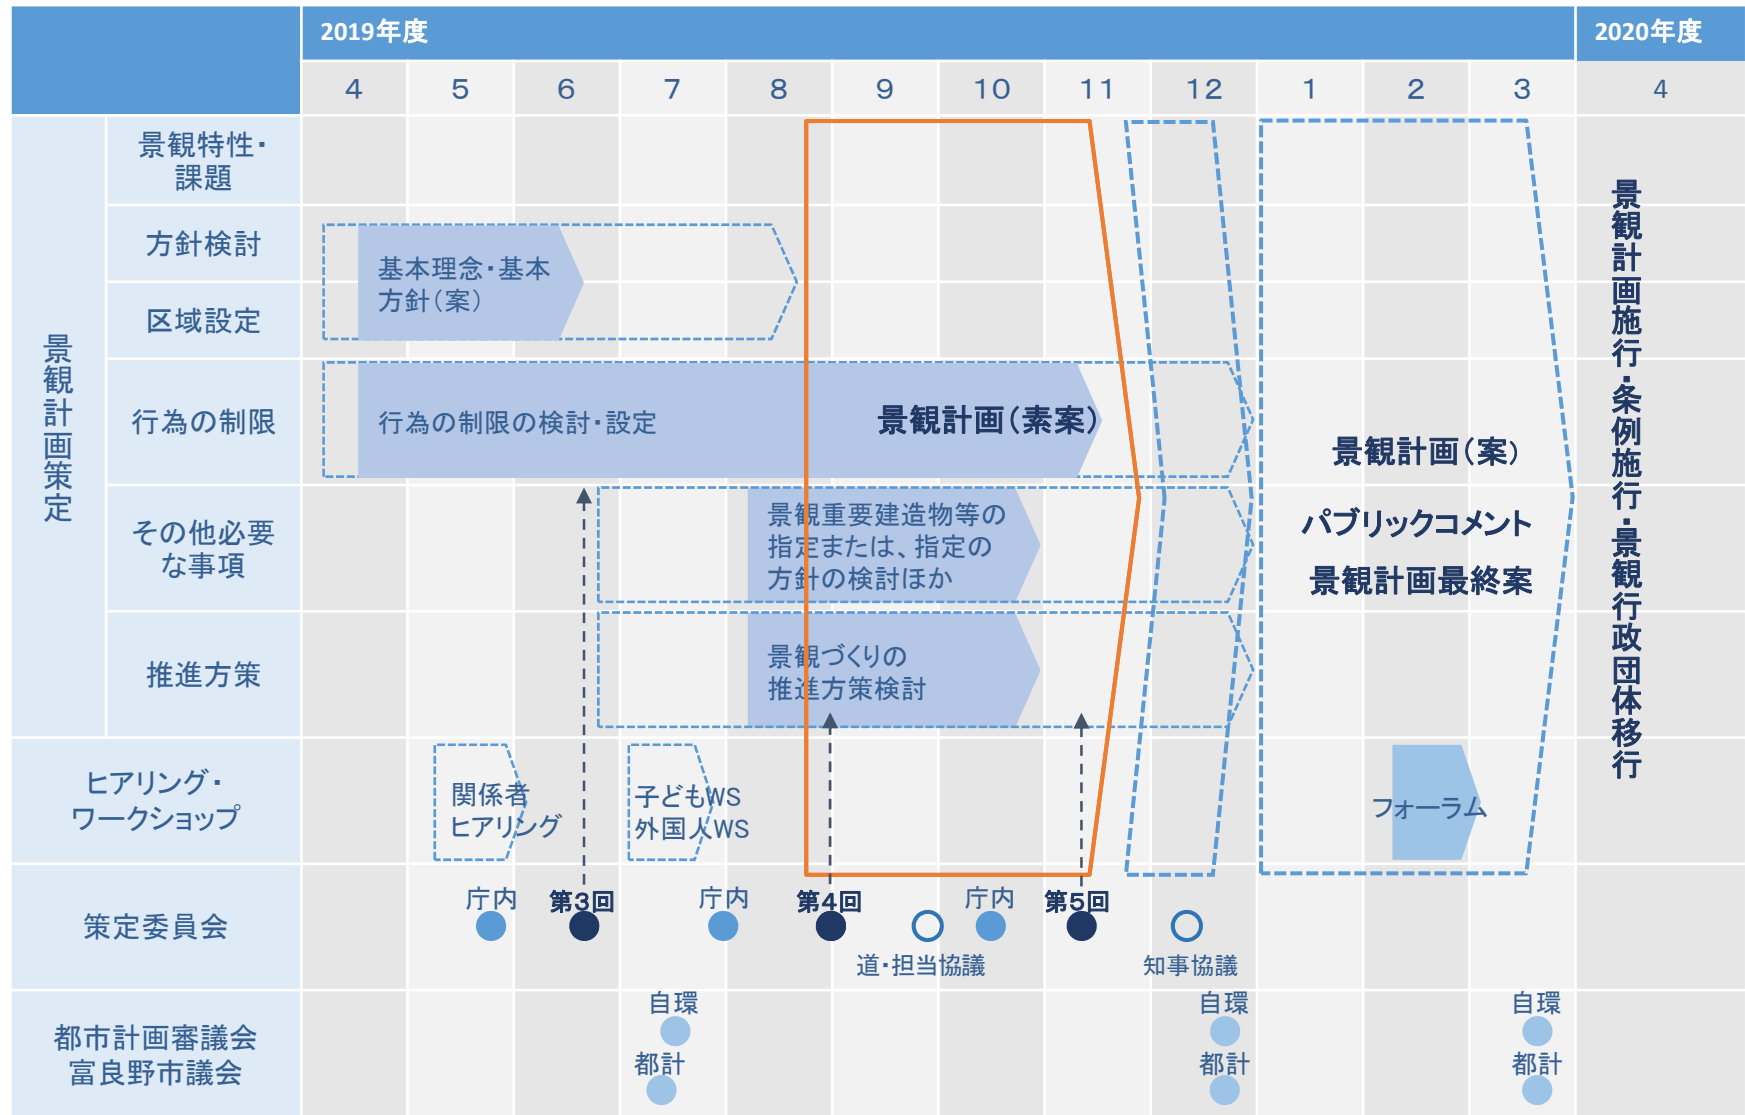 2019年度
2020年度
4 5 6 7 8 9 10 11 12 1 2 3 4
景観計画策定
景観特性・
課題
方針検討
区域設定
基本理念・基本
方針(案)
行為の制限
行為の制限の検討・設定
景観計画(素案)
その他必要
な事項
景観重要建造物等の
指定または、指定の
方針の検討ほか
推進方策
景観づくりの
推進方策検討
景観計画(案)
パブリックコメント
景観計画最終案
景観計画施行・条例施行・景観行政団体移行
ヒアリング・
ワークショップ
関係者
ヒアリング
子どもWS
外国人WS
フォーラム
策定委員会
庁内 第3回 庁内 第4回 庁内 第5回
道・担当協議 知事協議
都市計画審議会
富良野市議会
自環 自環 自環
都計 都計 都計